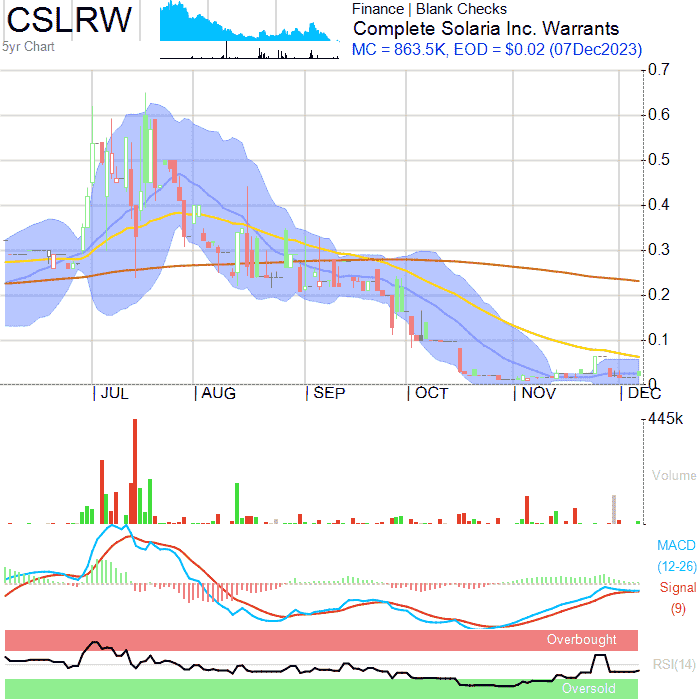 CSLRW
5yr Chart
Finance | Blank Checks
Complete Solaria Inc. Warrants
MC = 863.5K, EOD = $0.02 (07Dec2023)
0.7
0.6
0.5
0.4
0.3
0.2
0.1
0
JUL AUG SEP OCT NOV DEC
445k
Volume
MACD
(12-26)
Signal
(9)
Overbought
RSI(14)
Oversold